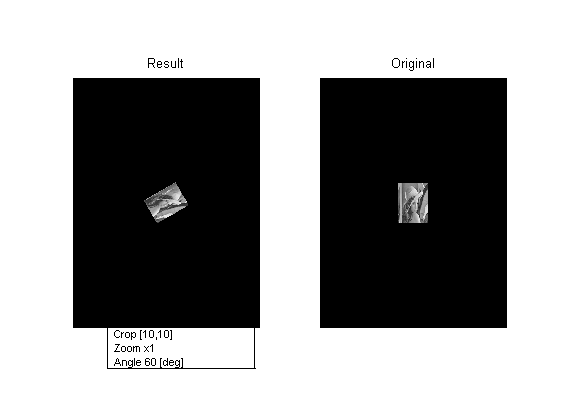 Result
Original
Crop [10,10]
Zoom x1
Angle 60 [deg]